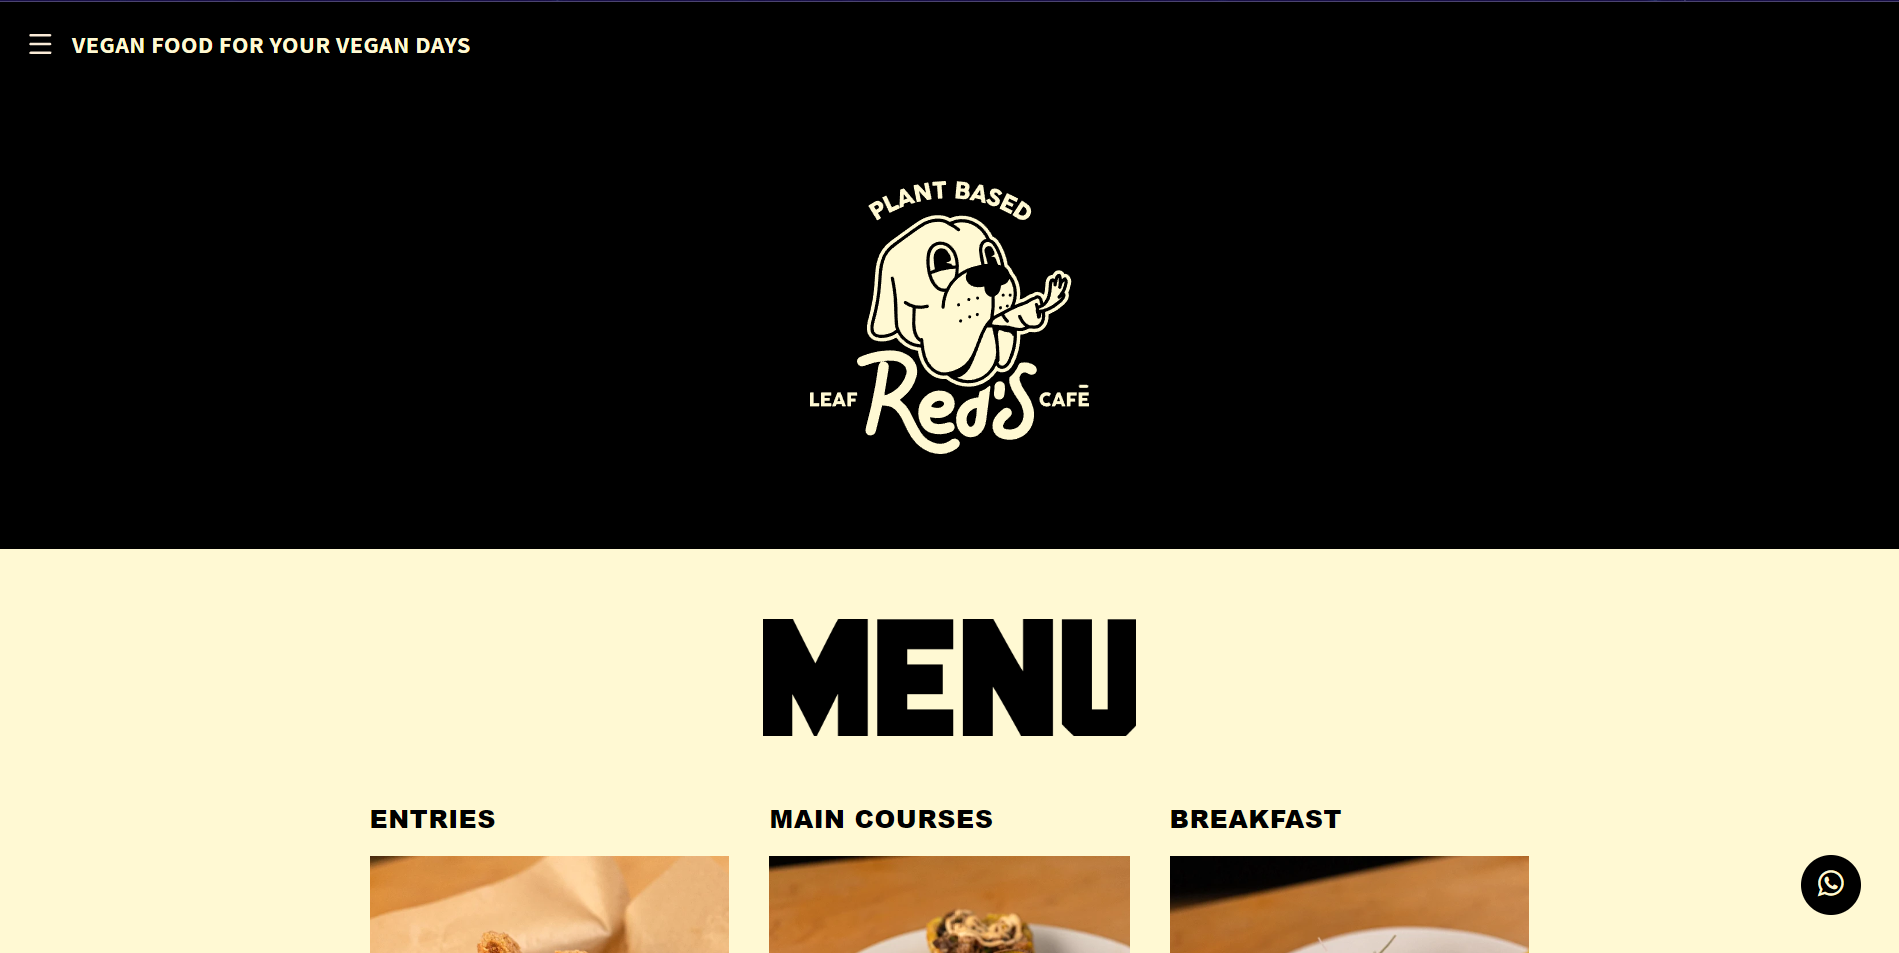 VEGAN FOOD FOR YOUR VEGAN DAYS
PLANT BASED
LEAF Red'S CAFĒ
MENU
ENTRIES
MAIN COURSES
BREAKFAST